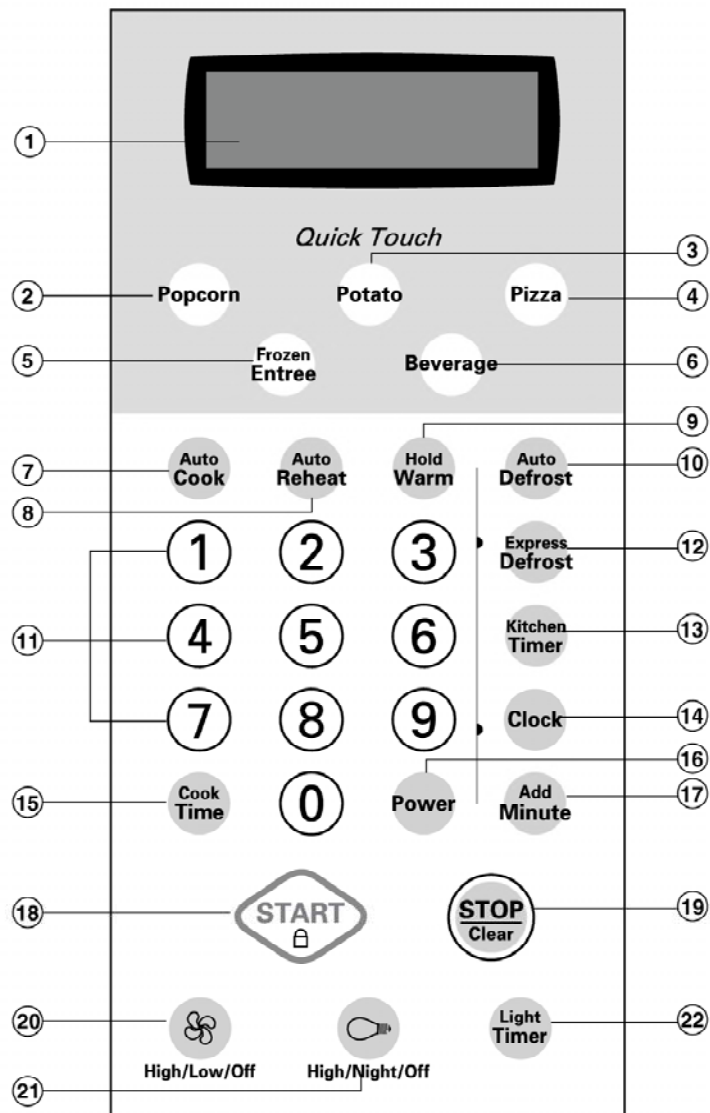 1
Quick Touch
3
2
Popcorn
Potato
Pizza
4
5
Frozen
Entree
Beverage
6
9
7
Auto
Cook
Auto
Reheat
Hold
Warm
Auto
Defrost
10
8
1
2
3
Express
Defrost
12
11
4
5
6
Kitchen
Timer
13
7
8
9
Clock
14
16
15
Cook
Time
0
Power
Add
Minute
17
18
START
STOP
Clear
19
20
High/Low/Off
High/Night/Off
Light
Timer
22
21